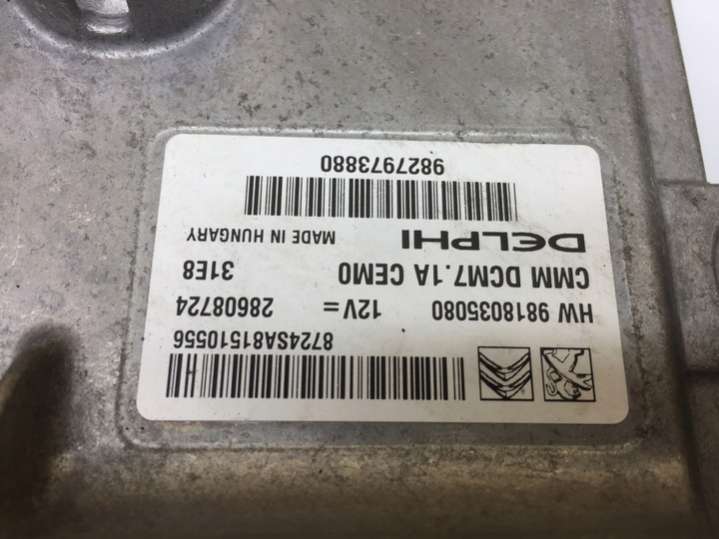 8724SA81510556
HW 9818035080 12V= 28608724
CMM DCM7.1A CEM0 31E8
DELPHI MADE IN HUNGARY
9827973880